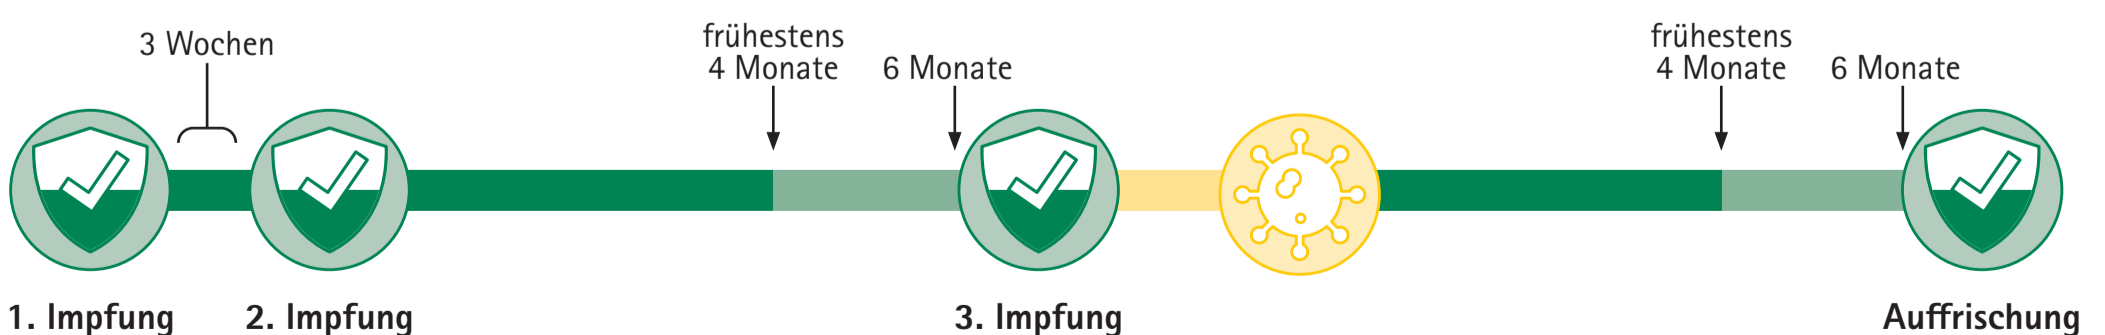 3 Wochen
frühestens
4 Monate
6 Monate
frühestens
4 Monate
6 Monate
1. Impfung
2. Impfung
3. Impfung
Auffrischung